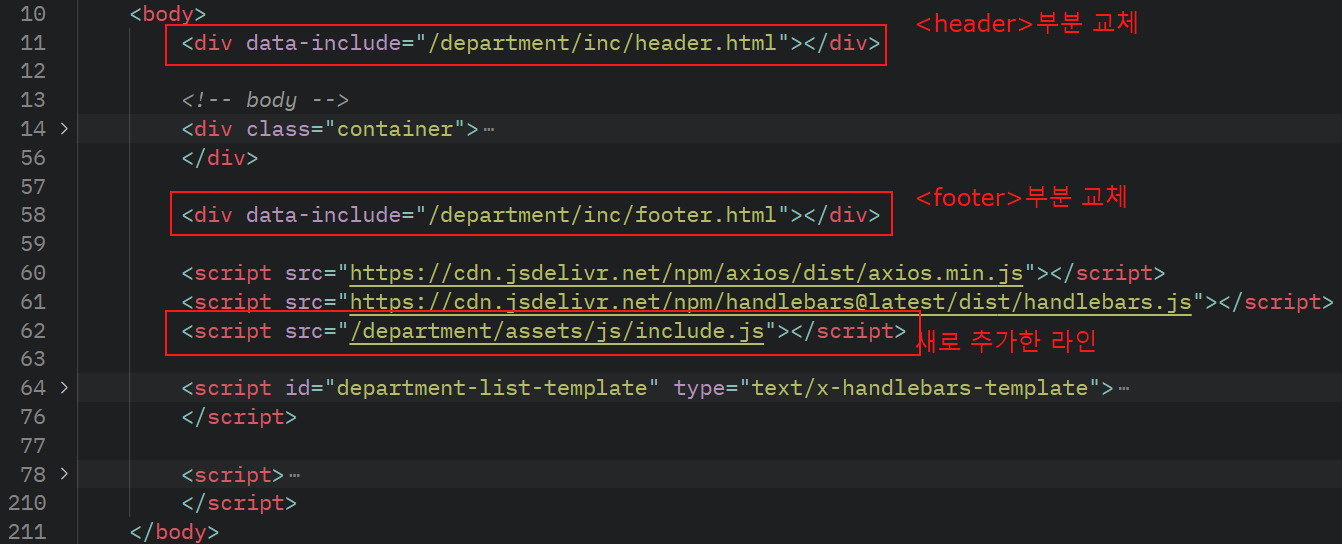 10 <body>
11 <div data-include="/department/inc/header.html"></div> <header>부분 교체
12
13 <!-- body -->
14 > <div class="container">…
56 </div>
57
58 <div data-include="/department/inc/footer.html"></div> <footer>부분 교체
59
60 <script src="https://cdn.jsdelivr.net/npm/axios/dist/axios.min.js"></script>
61 <script src="https://cdn.jsdelivr.net/npm/handlebars@latest/dist/handlebars.js"></script>
62 <script src="/department/assets/js/include.js"></script> 새로 추가한 라인
63
64 > <script id="department-list-template" type="text/x-handlebars-template">…
76 </script>
77
78 > <script>…
210 </script>
211 </body>